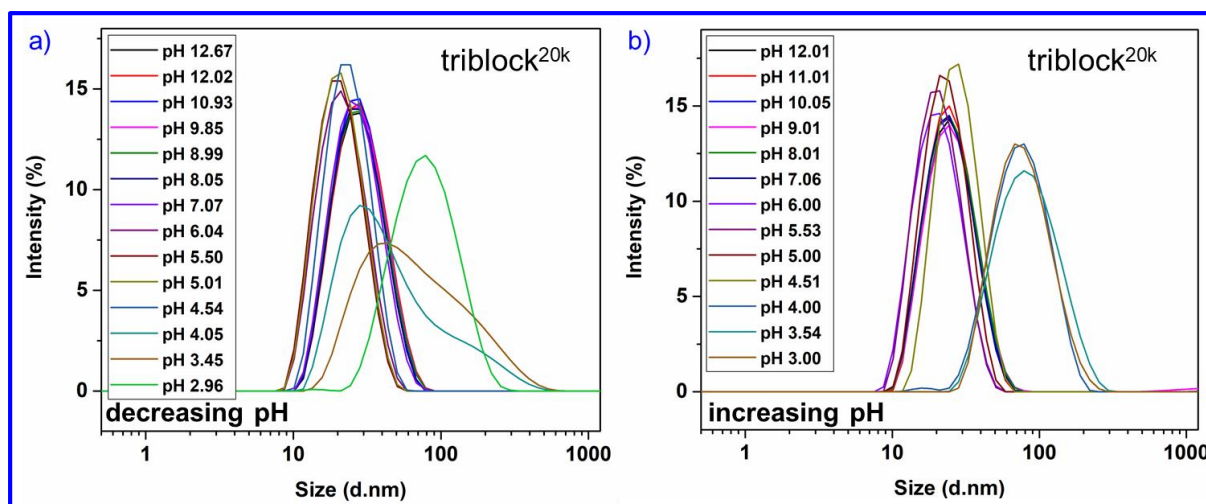 a)
triblock20k
pH 12.67
pH 12.02
pH 10.93
pH 9.85
pH 8.99
pH 8.05
pH 7.07
pH 6.04
pH 5.50
pH 5.01
pH 4.54
pH 4.05
pH 3.45
pH 2.96
decreasing pH
Intensity (%)
15
10
5
0
1
10
100
1000
Size (d.nm)
b)
triblock20k
pH 12.01
pH 11.01
pH 10.05
pH 9.01
pH 8.01
pH 7.06
pH 6.00
pH 5.53
pH 5.00
pH 4.51
pH 4.00
pH 3.54
pH 3.00
increasing pH
Intensity (%)
15
10
5
0
1
10
100
1000
Size (d.nm)